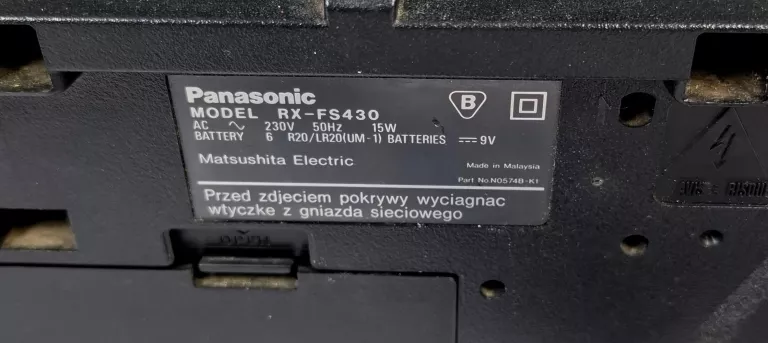 Panasonic
MODEL RX-FS430
AC ∿ 230V 50Hz 15W
BATTERY 6 R20/LR20(UM-1) BATTERIES ⎓ 9V
B
Matsushita Electric
Made in Malaysia
Part No.N0574B-K1
Przed zdjeciem pokrywy wyciagnac
wtyczke z gniazda sieciowego